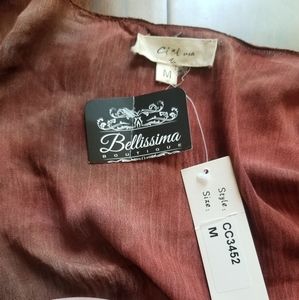 M
Bellissima
BOUTIQUE
Style: CC3452
Size: M